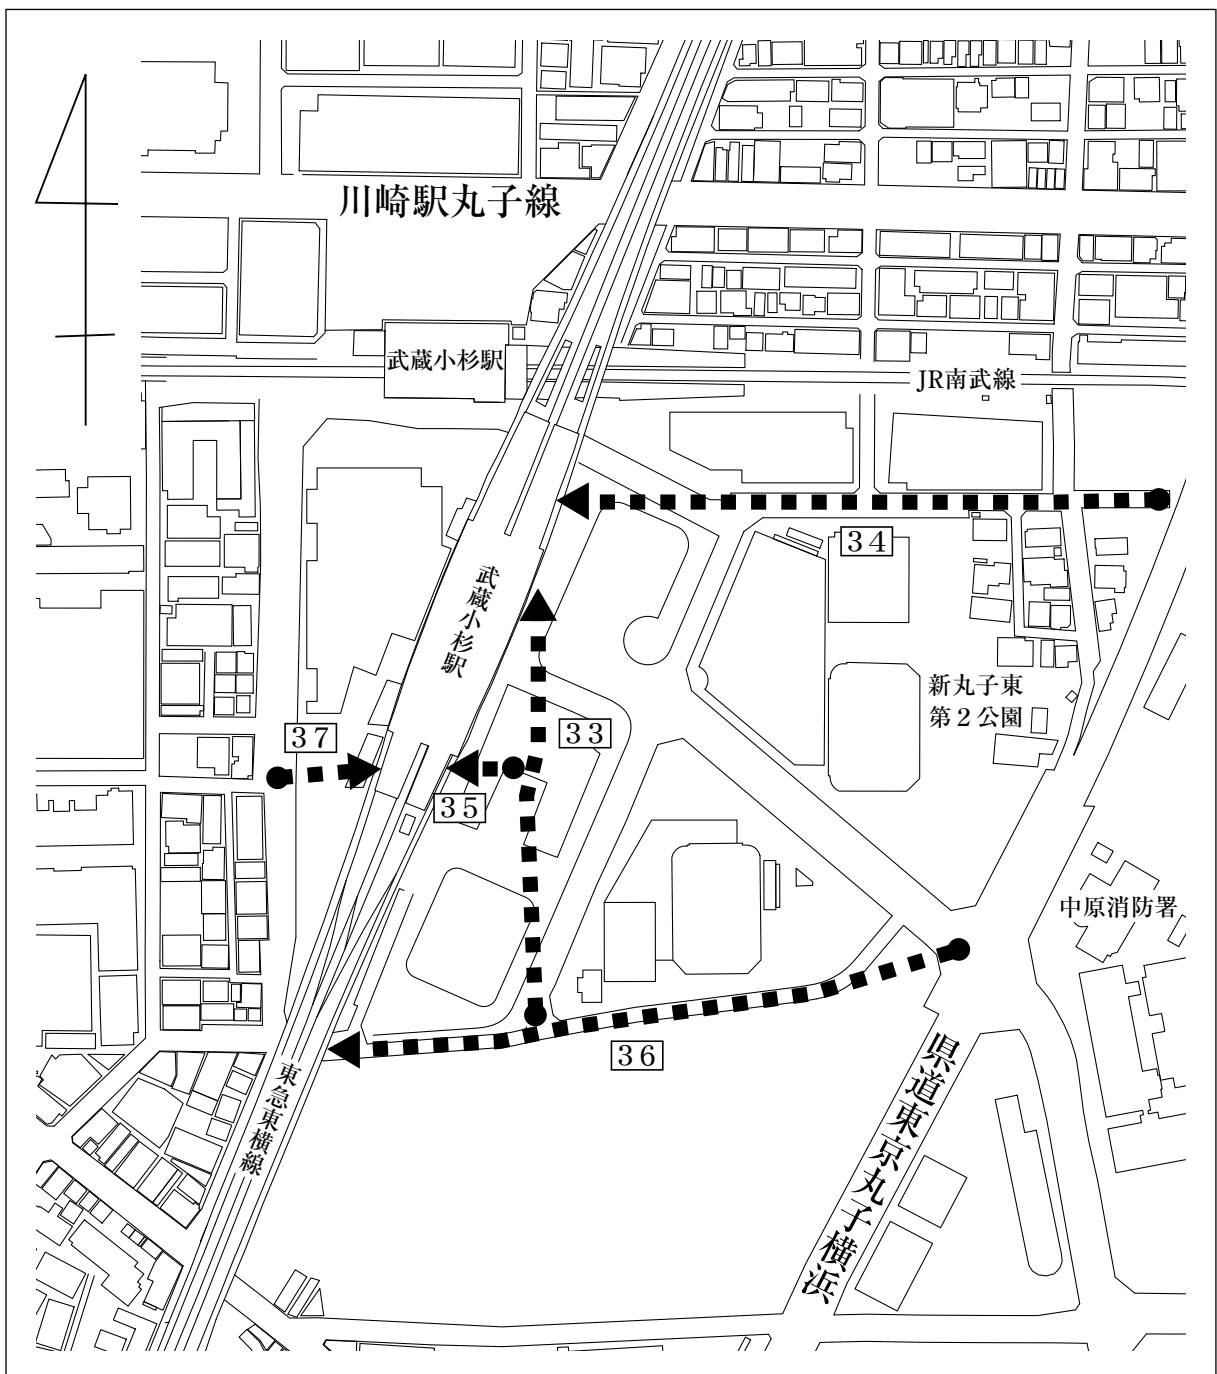 川崎駅丸子線
武蔵小杉駅
JR南武線
34
武蔵小杉駅
新丸子東
第２公園
37
33
35
中原消防署
36
県道東京丸子横浜
東急東横線